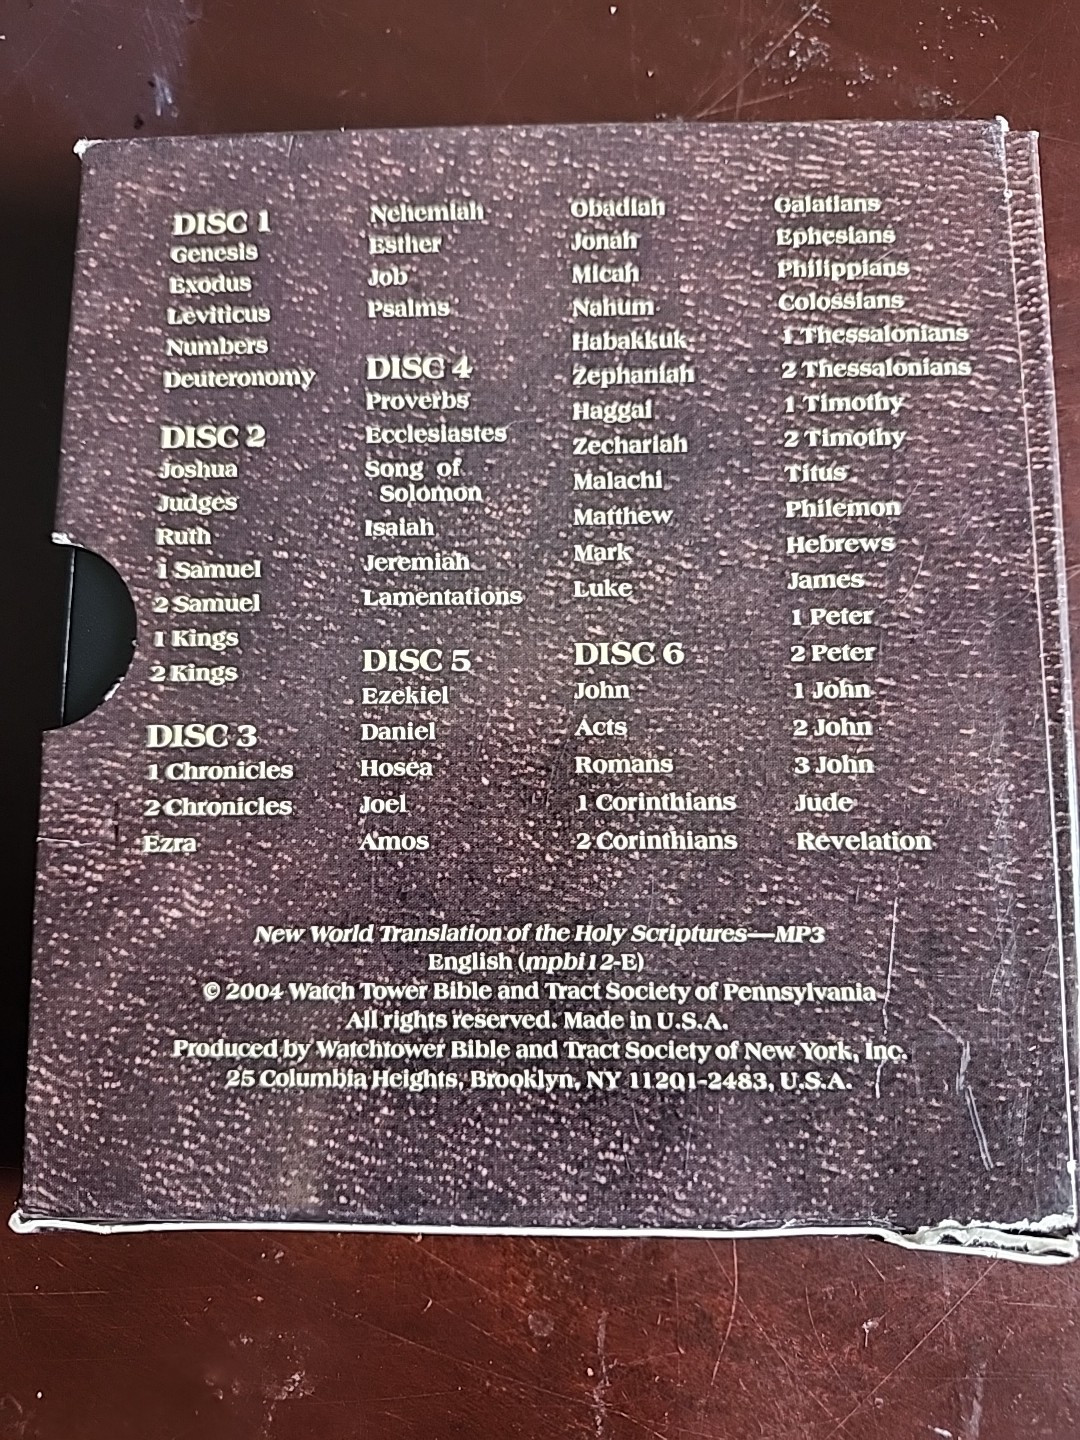 DISC 1
Genesis
Exodus
Leviticus
Numbers
Deuteronomy
DISC 2
Joshua
Judges
Ruth
1 Samuel
2 Samuel
1 Kings
2 Kings
DISC 3
1 Chronicles
2 Chronicles
Ezra
Nehemiah
Esther
Job
Psalms
DISC 4
Proverbs
Ecclesiastes
Song of
Solomon
Isaiah
Jeremiah
Lamentations
DISC 5
Ezekiel
Daniel
Hosea
Joel
Amos
Obadiah
Jonah
Micah
Nahum
Habakkuk
Zephaniah
Haggai
Zechariah
Malachi
Matthew
Mark
Luke
DISC 6
John
Acts
Romans
1 Corinthians
2 Corinthians
Galatians
Ephesians
Philippians
Colossians
1 Thessalonians
2 Thessalonians
1 Timothy
2 Timothy
Titus
Philemon
Hebrews
James
1 Peter
2 Peter
1 John
2 John
3 John
Jude
Revelation
New World Translation of the Holy Scriptures—MP3
English (mpbi12-E)
© 2004 Watch Tower Bible and Tract Society of Pennsylvania
All rights reserved. Made in U.S.A.
Produced by Watchtower Bible and Tract Society of New York, Inc.
25 Columbia Heights, Brooklyn, NY 11201-2483, U.S.A.